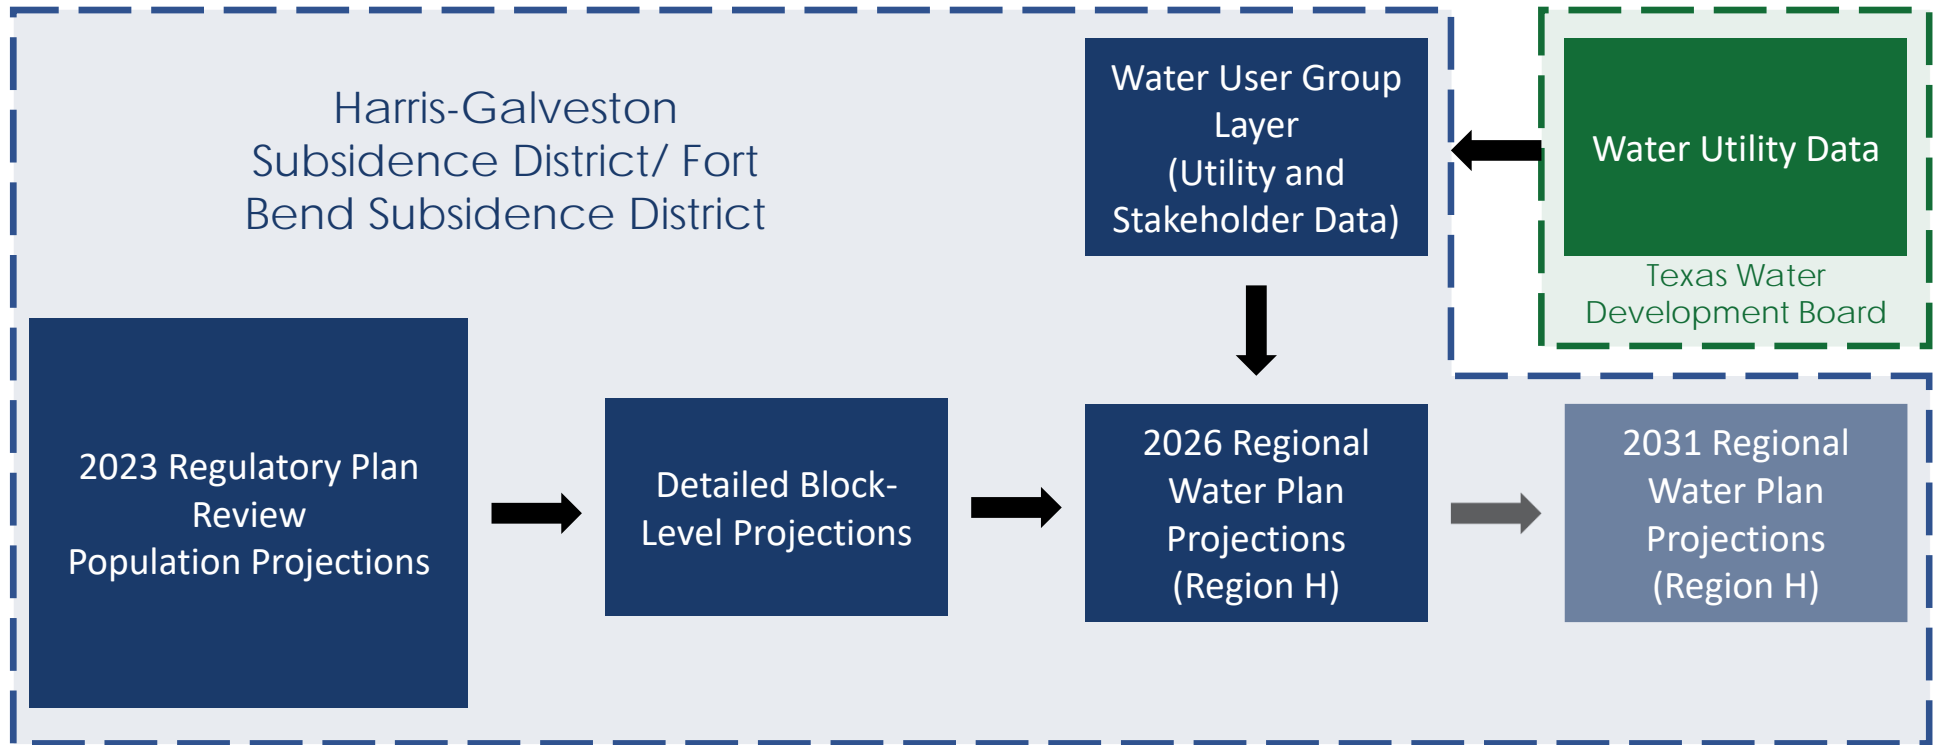 Harris-Galveston
Subsidence District/ Fort
Bend Subsidence District
Water User Group
Layer
(Utility and
Stakeholder Data)
Water Utility Data
Texas Water
Development Board
2023 Regulatory Plan
Review
Population Projections
Detailed Block-
Level Projections
2026 Regional
Water Plan
Projections
(Region H)
2031 Regional
Water Plan
Projections
(Region H)